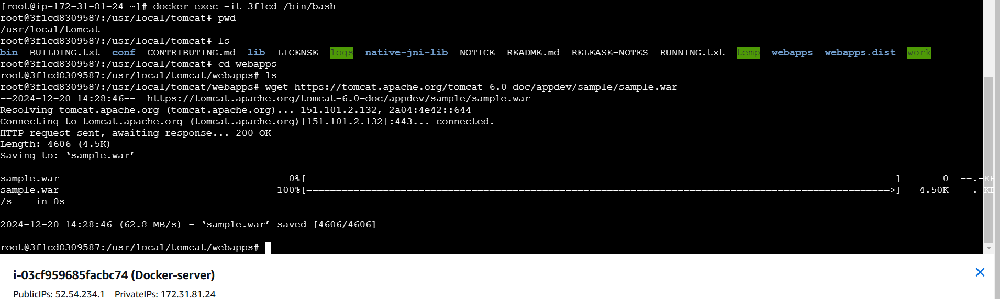 [root@ip-172-31-81-24 ~]# docker exec -it 3f1cd /bin/bash
root@3f1cd8309587:/usr/local/tomcat# pwd
/usr/local/tomcat
root@3f1cd8309587:/usr/local/tomcat# ls
bin  BUILDING.txt  conf  CONTRIBUTING.md  lib  LICENSE  logs  native-jni-lib  NOTICE  README.md  RELEASE-NOTES  RUNNING.txt  temp  webapps  webapps.dist  work
root@3f1cd8309587:/usr/local/tomcat# cd webapps
root@3f1cd8309587:/usr/local/tomcat/webapps# ls
root@3f1cd8309587:/usr/local/tomcat/webapps# wget https://tomcat.apache.org/tomcat-6.0-doc/appdev/sample/sample.war
--2024-12-20 14:28:46--  https://tomcat.apache.org/tomcat-6.0-doc/appdev/sample/sample.war
Resolving tomcat.apache.org (tomcat.apache.org)... 151.101.2.132, 2a04:4e42::644
Connecting to tomcat.apache.org (tomcat.apache.org)|151.101.2.132|:443... connected.
HTTP request sent, awaiting response... 200 OK
Length: 4606 (4.5K)
Saving to: ‘sample.war’
sample.war 0%[ ] 0 --.-KB
sample.war 100%[===================================================================================================>] 4.50K --.-KB
/s    in 0s
2024-12-20 14:28:46 (62.8 MB/s) - ‘sample.war’ saved [4606/4606]
root@3f1cd8309587:/usr/local/tomcat/webapps#
i-03cf959685facbc74 (Docker-server)
PublicIPs: 52.54.234.1    PrivateIPs: 172.31.81.24